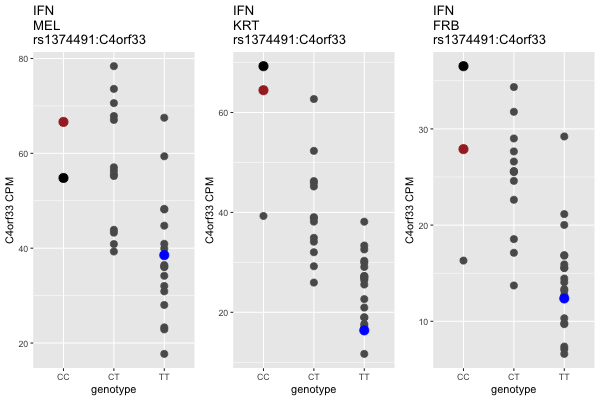 IFN
MEL
rs1374491:C4orf33
80
60
40
20
C4orf33 CPM
CC CT TT
genotype
IFN
KRT
rs1374491:C4orf33
60
40
20
C4orf33 CPM
CC CT TT
genotype
IFN
FRB
rs1374491:C4orf33
30
20
10
C4orf33 CPM
CC CT TT
genotype